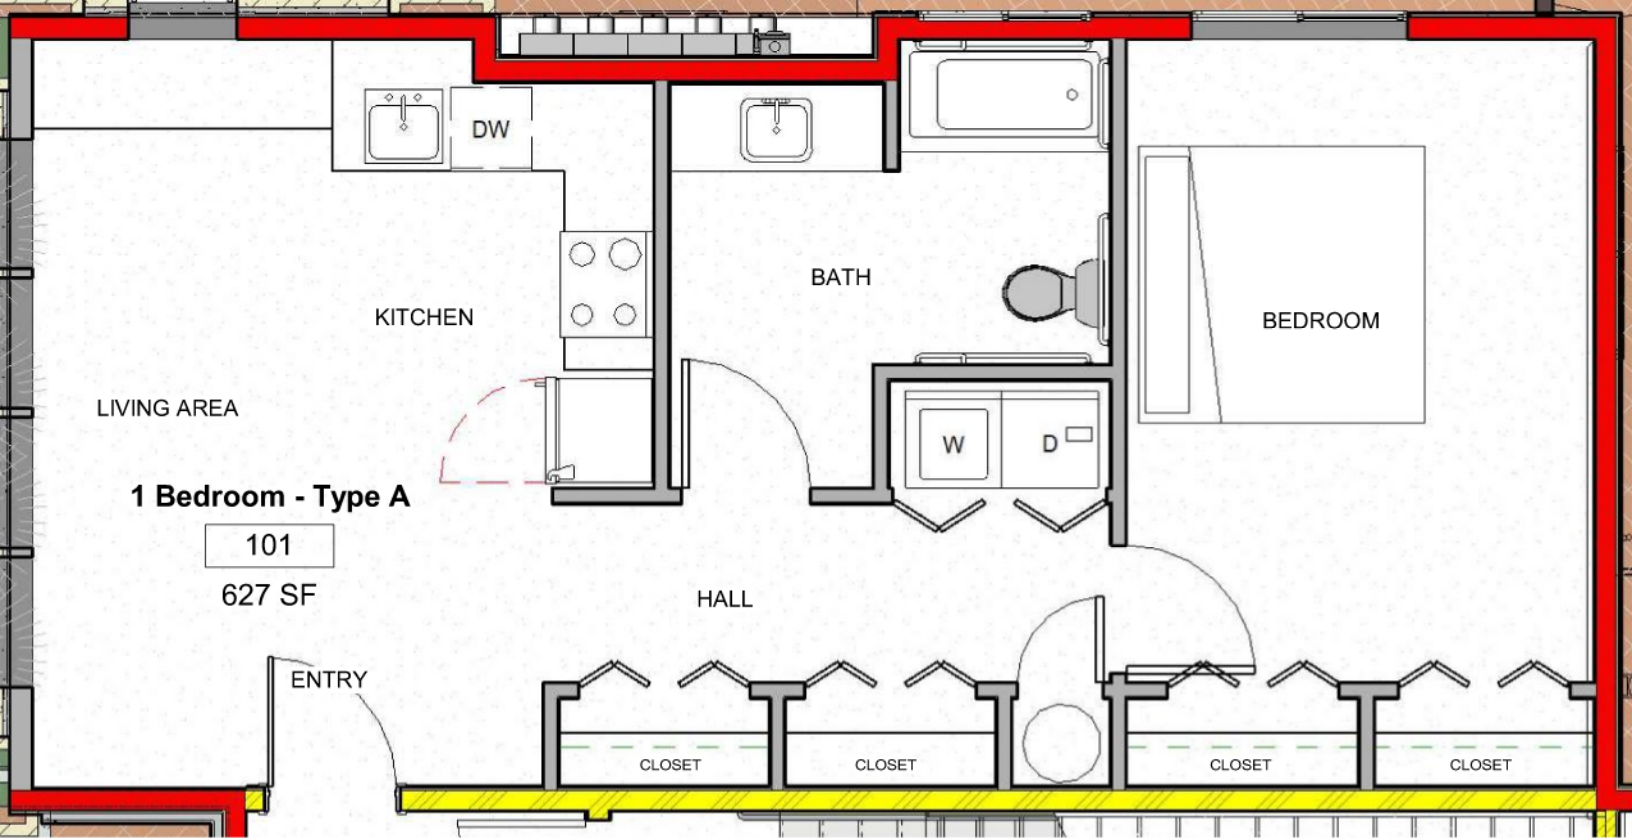 DW
BATH
KITCHEN
BEDROOM
LIVING AREA
W
D
1 Bedroom - Type A
101
627 SF
HALL
ENTRY
CLOSET
CLOSET
CLOSET
CLOSET